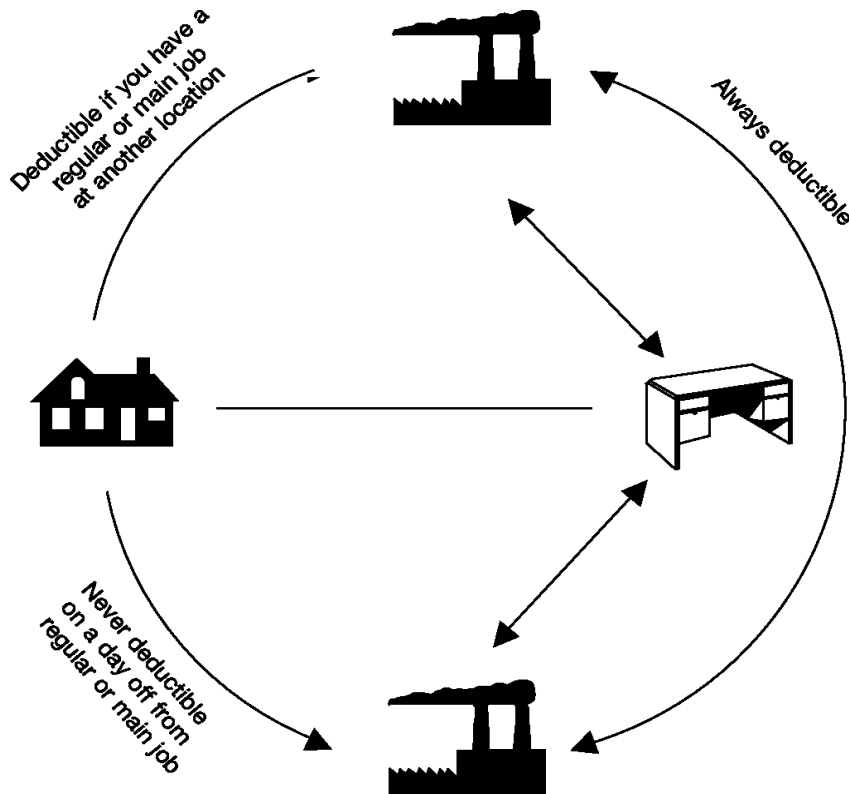 Deductible if you have a
regular or main job
at another location
Always deductible
Never deductible
on a day off from
regular or main job